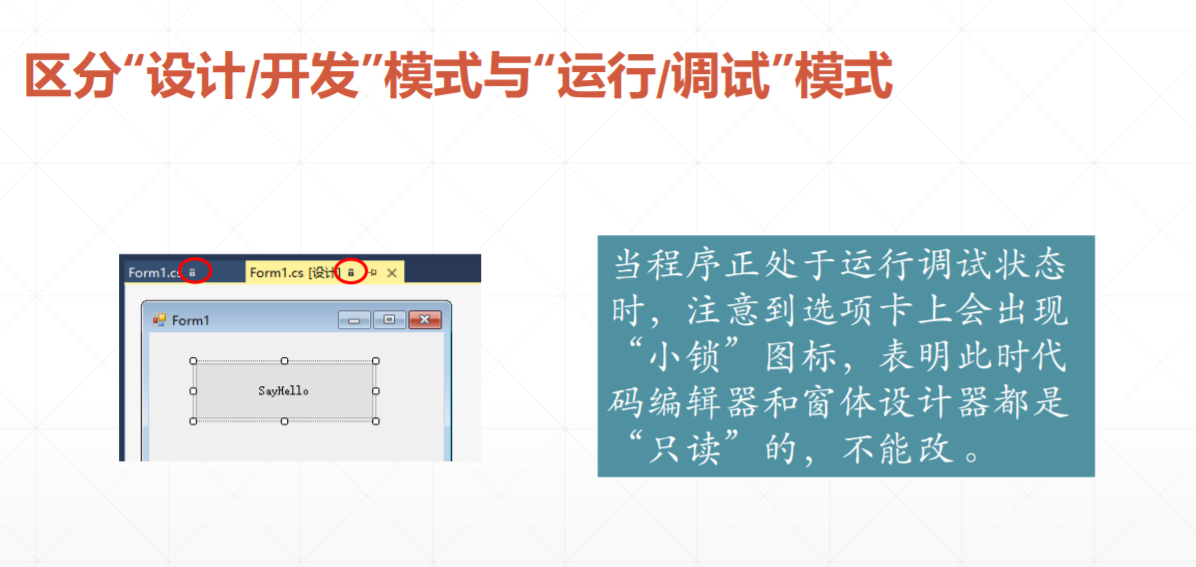 区分“设计/开发”模式与“运行/调试”模式
Form1.cs
Form1.cs [设计]
Form1
SayHello
当程序正处于运行调试状态
时，注意到选项卡上会出现
“小锁”图标，表明此时代
码编辑器和窗体设计器都是
“只读”的，不能改。